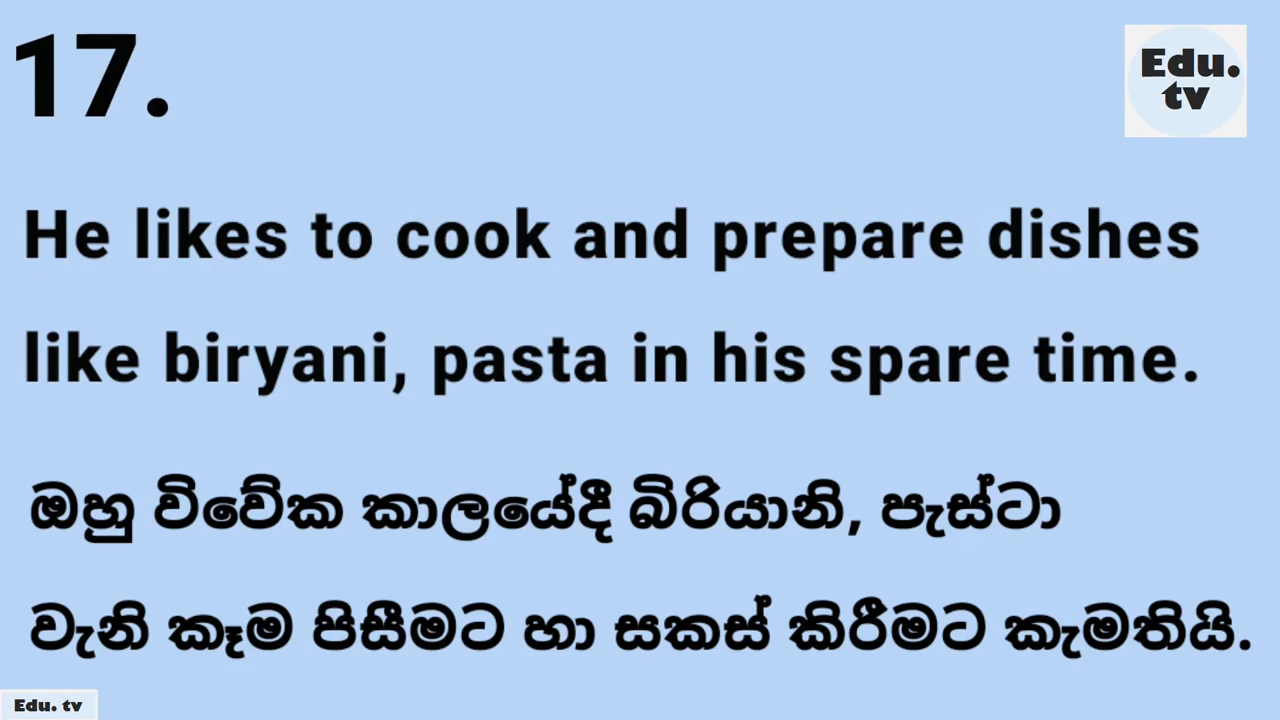 17.
Edu.
tv
He likes to cook and prepare dishes
like biryani, pasta in his spare time.
ඔහු විවේක කාලයේදී බිරියානි, පැස්ටා
වැනි කෑම පිසීමට හා සකස් කිරීමට කැමතියි.
Edu. tv